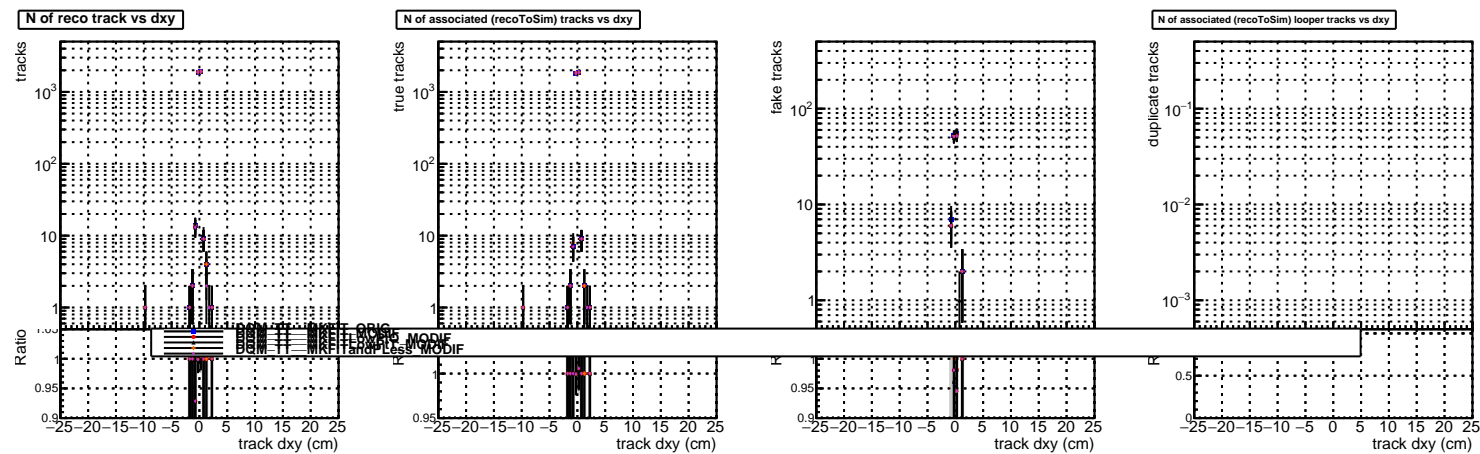 N of reco track vs dxy
tracks
10³
10²
10
1
Ratio
1
0.95
0.9
−25 −20 −15 −10 −5 0 5 10 15 20 25
track dxy (cm)
N of associated (recoToSim) tracks vs dxy
true tracks
10³
10²
10
1
1
0.95
−25 −20 −15 −10 −5 0 5 10 15 20 25
track dxy (cm)
fake tracks
10²
10
1
1
0.95
0.9
−25 −20 −15 −10 −5 0 5 10 15 20 25
track dxy (cm)
N of associated (recoToSim) looper tracks vs dxy
duplicate tracks
10⁻¹
10⁻²
10⁻³
0.5
0
−25 −20 −15 −10 −5 0 5 10 15 20 25
track dxy (cm)
DQM−TT−−MKFITandPLess_MODIF